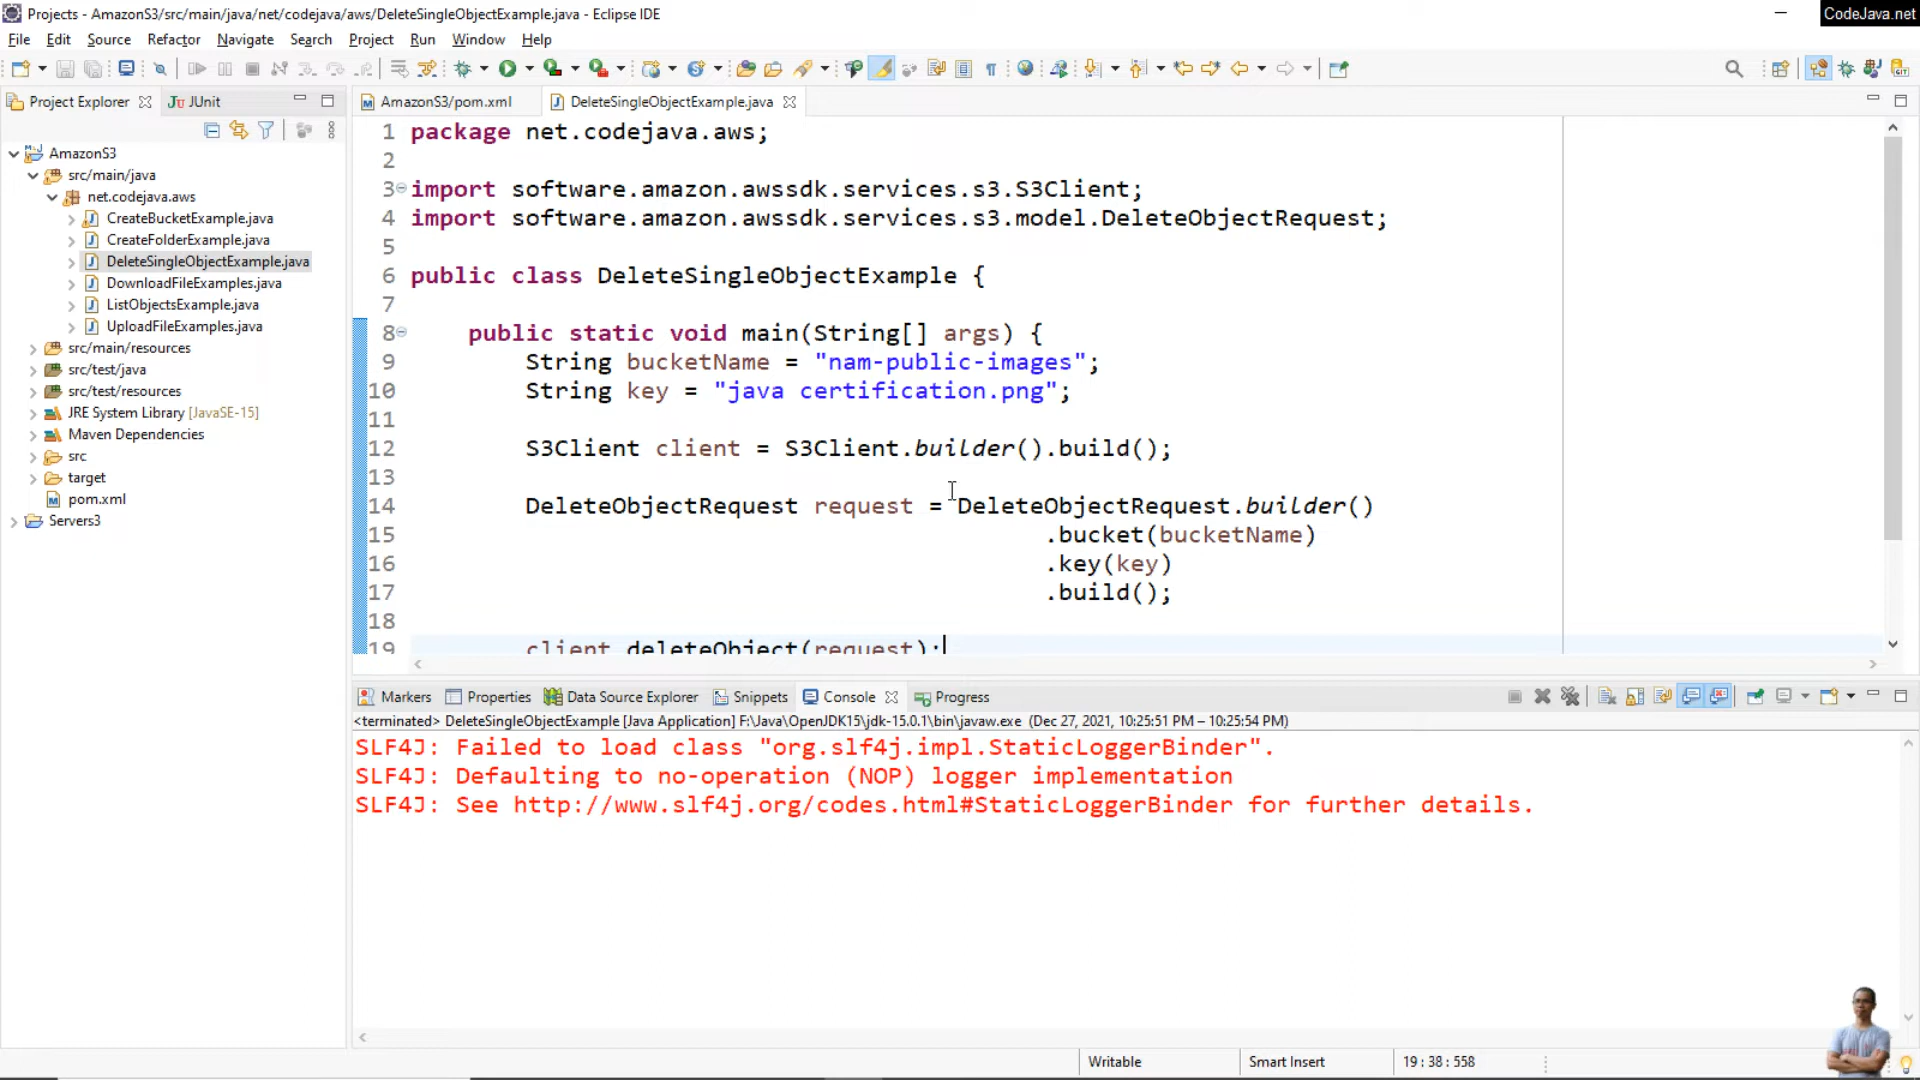 Projects - AmazonS3/src/main/java/net/codejava/aws/DeleteSingleObjectExample.java - Eclipse IDE
CodeJava.net
File Edit Source Refactor Navigate Search Project Run Window Help
Project Explorer
JUnit
AmazonS3/pom.xml
DeleteSingleObjectExample.java
AmazonS3
src/main/java
net.codejava.aws
CreateBucketExample.java
CreateFolderExample.java
DeleteSingleObjectExample.java
DownloadFileExamples.java
ListObjectsExample.java
UploadFileExamples.java
src/main/resources
src/test/java
src/test/resources
JRE System Library [JavaSE-15]
Maven Dependencies
src
target
pom.xml
Servers3
1 package net.codejava.aws;
2
3 import software.amazon.awssdk.services.s3.S3Client;
4 import software.amazon.awssdk.services.s3.model.DeleteObjectRequest;
5
6 public class DeleteSingleObjectExample {
7
8 public static void main(String[] args) {
9 String bucketName = "nam-public-images";
10 String key = "java certification.png";
11
12 S3Client client = S3Client.builder().build();
13
14 DeleteObjectRequest request = DeleteObjectRequest.builder()
15 .bucket(bucketName)
16 .key(key)
17 .build();
18
19 client.deleteObject(request);
Markers Properties Data Source Explorer Snippets Console Progress
<terminated> DeleteSingleObjectExample [Java Application] F:\Java\OpenJDK15\jdk-15.0.1\bin\javaw.exe (Dec 27, 2021, 10:25:51 PM – 10:25:54 PM)
SLF4J: Failed to load class "org.slf4j.impl.StaticLoggerBinder".
SLF4J: Defaulting to no-operation (NOP) logger implementation
SLF4J: See http://www.slf4j.org/codes.html#StaticLoggerBinder for further details.
Writable
Smart Insert
19 : 38 : 558